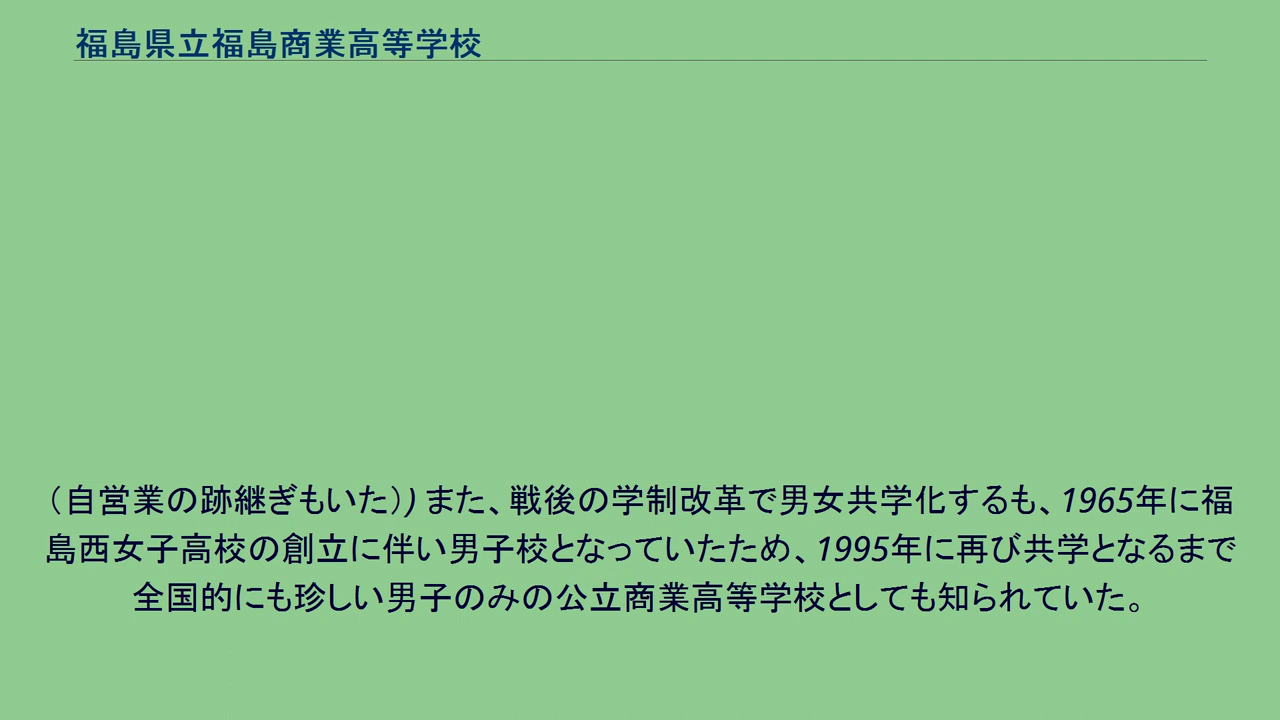 福島県立福島商業高等学校
（自営業の跡継ぎもいた）) また、戦後の学制改革で男女共学化するも、1965年に福
島西女子高校の創立に伴い男子校となっていたため、1995年に再び共学となるまで
全国的にも珍しい男子のみの公立商業高等学校としても知られていた。